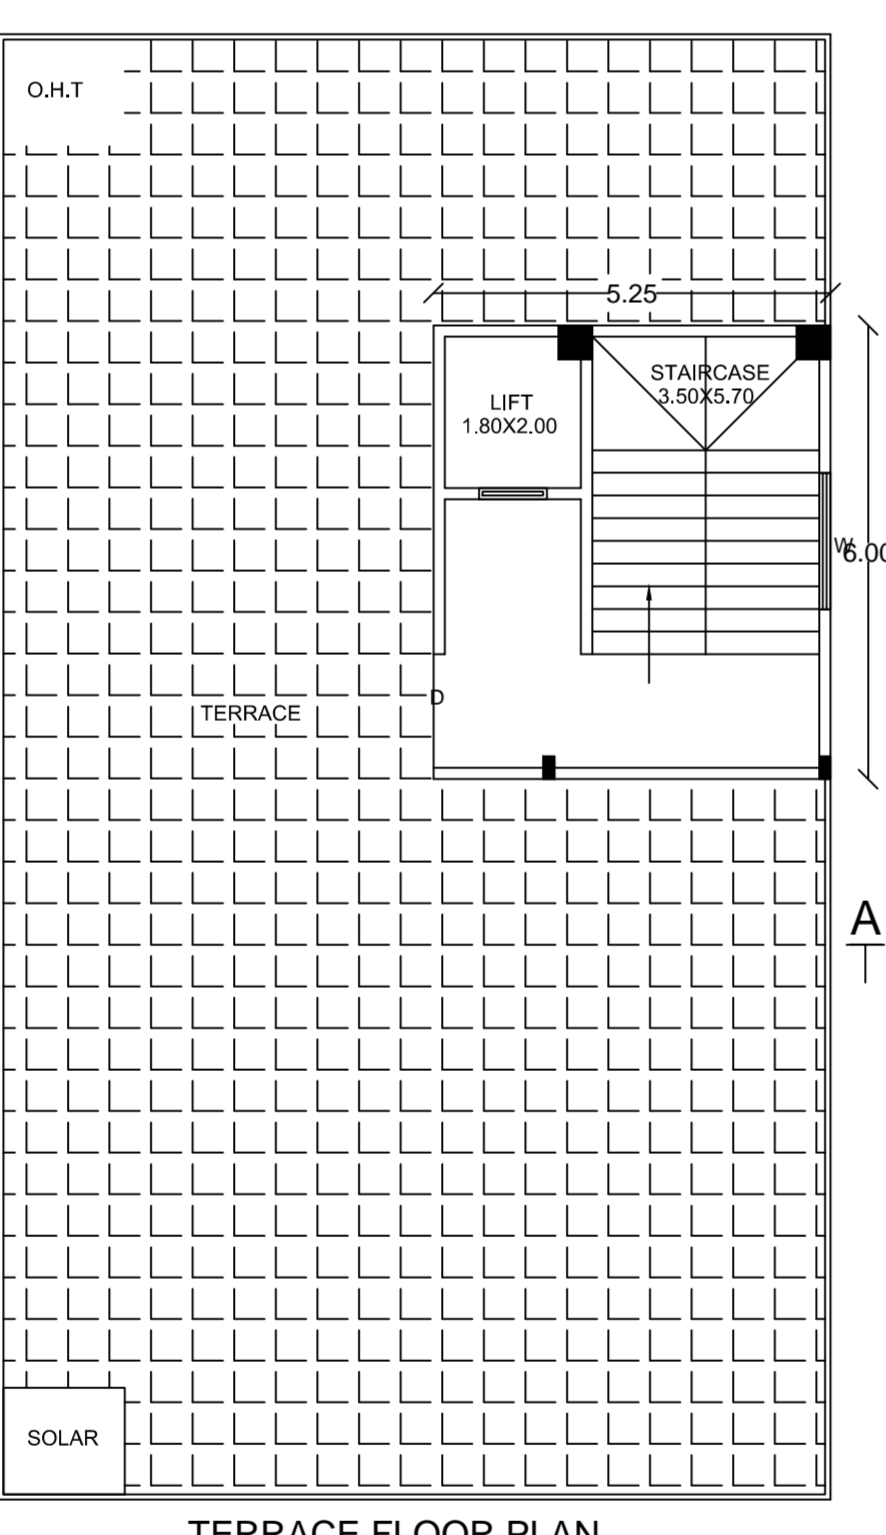 O.H.T
5.25
STAIRCASE
3.50X5.70
LIFT
1.80X2.00
W
6.00
D
TERRACE
A
SOLAR
TERRACE FLOOR PLAN